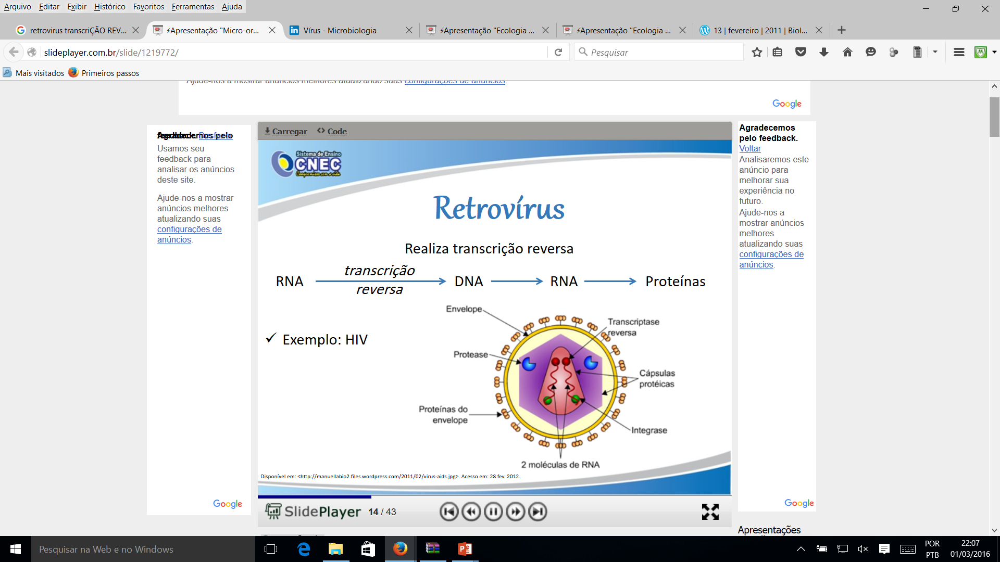 Arquivo Editar Exibir Histórico Favoritos Ferramentas Ajuda
retrovirus transcriÇÃO REV...
⚡Apresentação "Micro-or...
Vírus - Microbiologia
⚡Apresentação "Ecologia ...
⚡Apresentação "Ecologia ...
13 | fevereiro | 2011 | Biol...
slideplayer.com.br/slide/1219772/
Pesquisar
Mais visitados
Primeiros passos
Ajude-nos a mostrar anúncios melhores atualizando suas configurações de anúncios.
Google
Usamos seu
feedback para
analisar os anúncios
deste site.
Ajude-nos a mostrar
anúncios melhores
atualizando suas
configurações de
anúncios.
Google
Carregar
Code
Sistema de Ensino
CNEC
Compromisso com a vida
Retrovírus
Realiza transcrição reversa
RNA
transcrição
reversa
DNA
RNA
Proteínas
✓ Exemplo: HIV
Envelope
Transcriptase
reversa
Protease
Cápsulas
protéicas
Proteínas do
envelope
Integrase
2 moléculas de RNA
Disponível em: <http://manuellabio2.files.wordpress.com/2011/02/virus-aids.jpg>. Acesso em: 28 fev. 2012.
SlidePlayer
14 / 43
Agradecemos
pelo feedback.
Voltar
Analisaremos este
anúncio para
melhorar sua
experiência no
futuro.
Ajude-nos a
mostrar anúncios
melhores
atualizando suas
configurações de
anúncios.
Google
Apresentações
Pesquisar na Web e no Windows
POR
PTB
22:07
01/03/2016